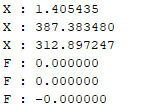 X : 1.405435
X : 387.383480
X : 312.897247
F : 0.000000
F : 0.000000
F : -0.000000